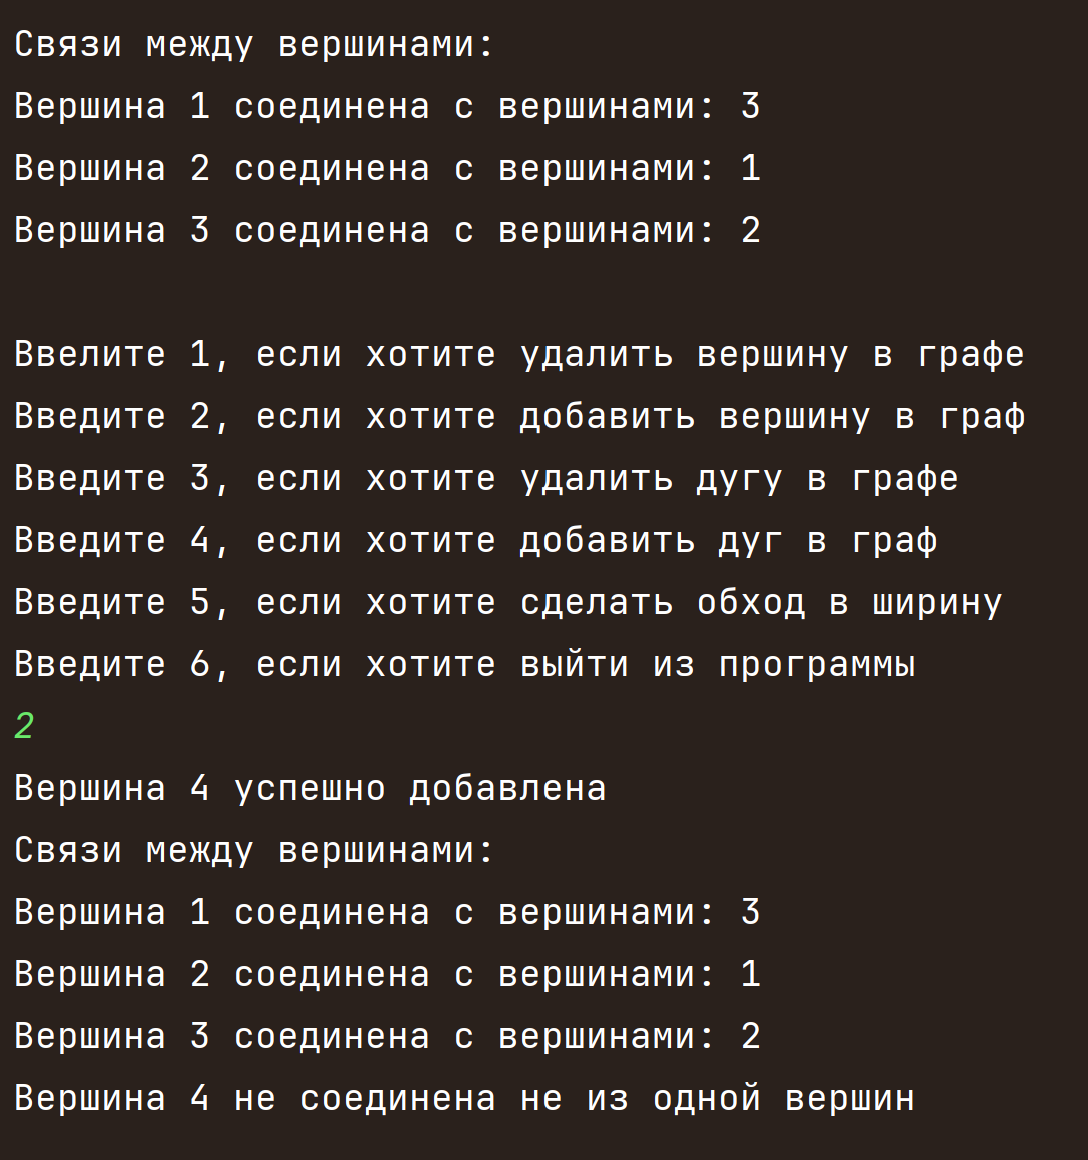 Связи между вершинами:
Вершина 1 соединена с вершинами: 3
Вершина 2 соединена с вершинами: 1
Вершина 3 соединена с вершинами: 2
Ввелите 1, если хотите удалить вершину в графе
Введите 2, если хотите добавить вершину в граф
Введите 3, если хотите удалить дугу в графе
Введите 4, если хотите добавить дуг в граф
Введите 5, если хотите сделать обход в ширину
Введите 6, если хотите выйти из программы
2
Вершина 4 успешно добавлена
Связи между вершинами:
Вершина 1 соединена с вершинами: 3
Вершина 2 соединена с вершинами: 1
Вершина 3 соединена с вершинами: 2
Вершина 4 не соединена не из одной вершин